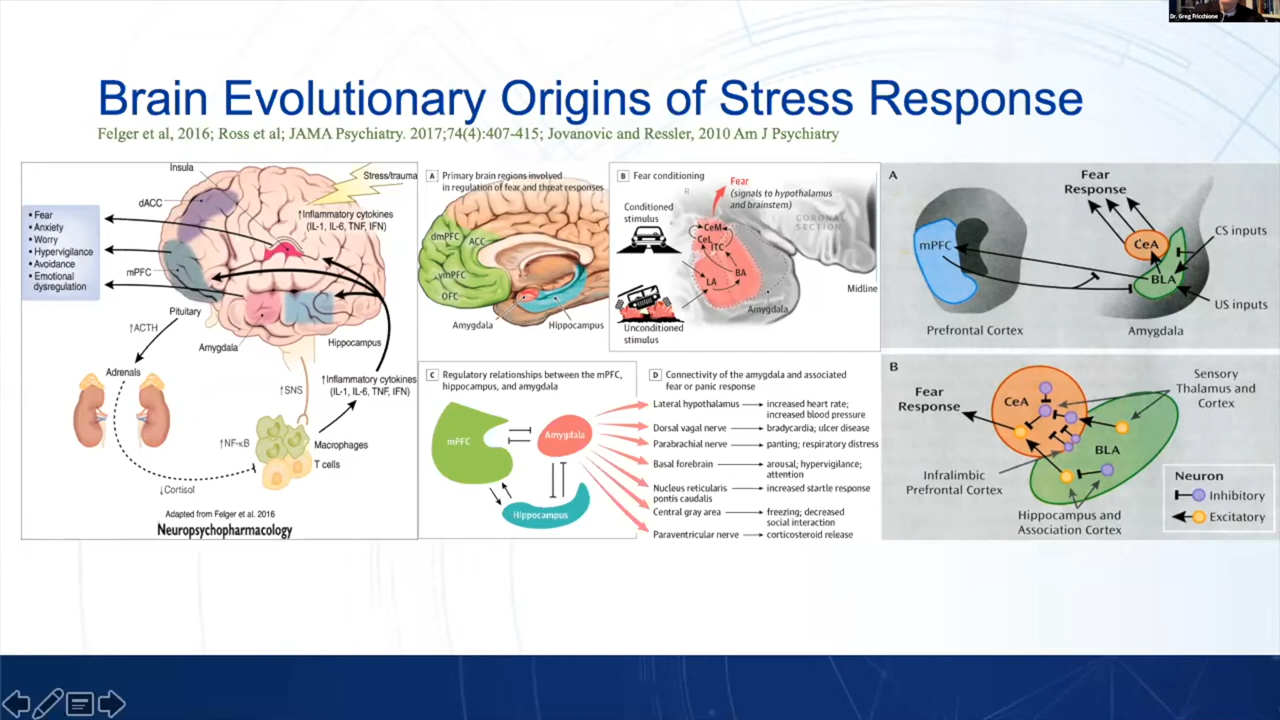 Dr. Greg Fricchione
Brain Evolutionary Origins of Stress Response
Felger et al, 2016; Ross et al; JAMA Psychiatry. 2017;74(4):407-415; Jovanovic and Ressler, 2010 Am J Psychiatry
Insula
Stress/trauma
dACC
↑Inflammatory cytokines
(IL-1, IL-6, TNF, IFN)
• Fear
• Anxiety
• Worry
• Hypervigilance
• Avoidance
• Emotional
dysregulation
mPFC
Pituitary
↑ACTH
Amygdala
Hippocampus
Adrenals
↑SNS
↑Inflammatory cytokines
(IL-1, IL-6, TNF, IFN)
↑NF-κB
Macrophages
T cells
↓Cortisol
Adapted from Felger et al. 2016
Neuropsychopharmacology
A Primary brain regions involved
in regulation of fear and threat responses
dmPFC
ACC
vmPFC
OFC
Amygdala
Hippocampus
B Fear conditioning
R
Fear
(signals to hypothalamus
and brainstem)
Conditioned
stimulus
CORONAL
SECTION
CeM
CeL
ITC
BA
LA
Midline
Amygdala
Unconditioned
stimulus
C Regulatory relationships between the mPFC,
hippocampus, and amygdala
mPFC
Amygdala
Hippocampus
D Connectivity of the amygdala and associated
fear or panic response
Lateral hypothalamus → increased heart rate;
increased blood pressure
Dorsal vagal nerve → bradycardia; ulcer disease
Parabrachial nerve → panting; respiratory distress
Basal forebrain → arousal; hypervigilance;
attention
Nucleus reticularis → increased startle response
pontis caudalis
Central gray area → freezing; decreased
social interaction
Paraventricular nerve → corticosteroid release
A
Fear
Response
mPFC
CeA
CS inputs
BLA
US inputs
Prefrontal Cortex
Amygdala
B
Sensory
Thalamus and
Cortex
Fear
Response
CeA
BLA
Infralimbic
Prefrontal Cortex
Hippocampus and
Association Cortex
Neuron
Inhibitory
Excitatory